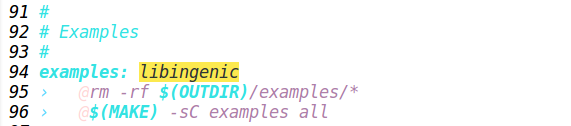 91 #
92 # Examples
93 #
94 examples: libingenic
95 ›   @rm -rf $(OUTDIR)/examples/*
96 ›   @$(MAKE) -sC examples all